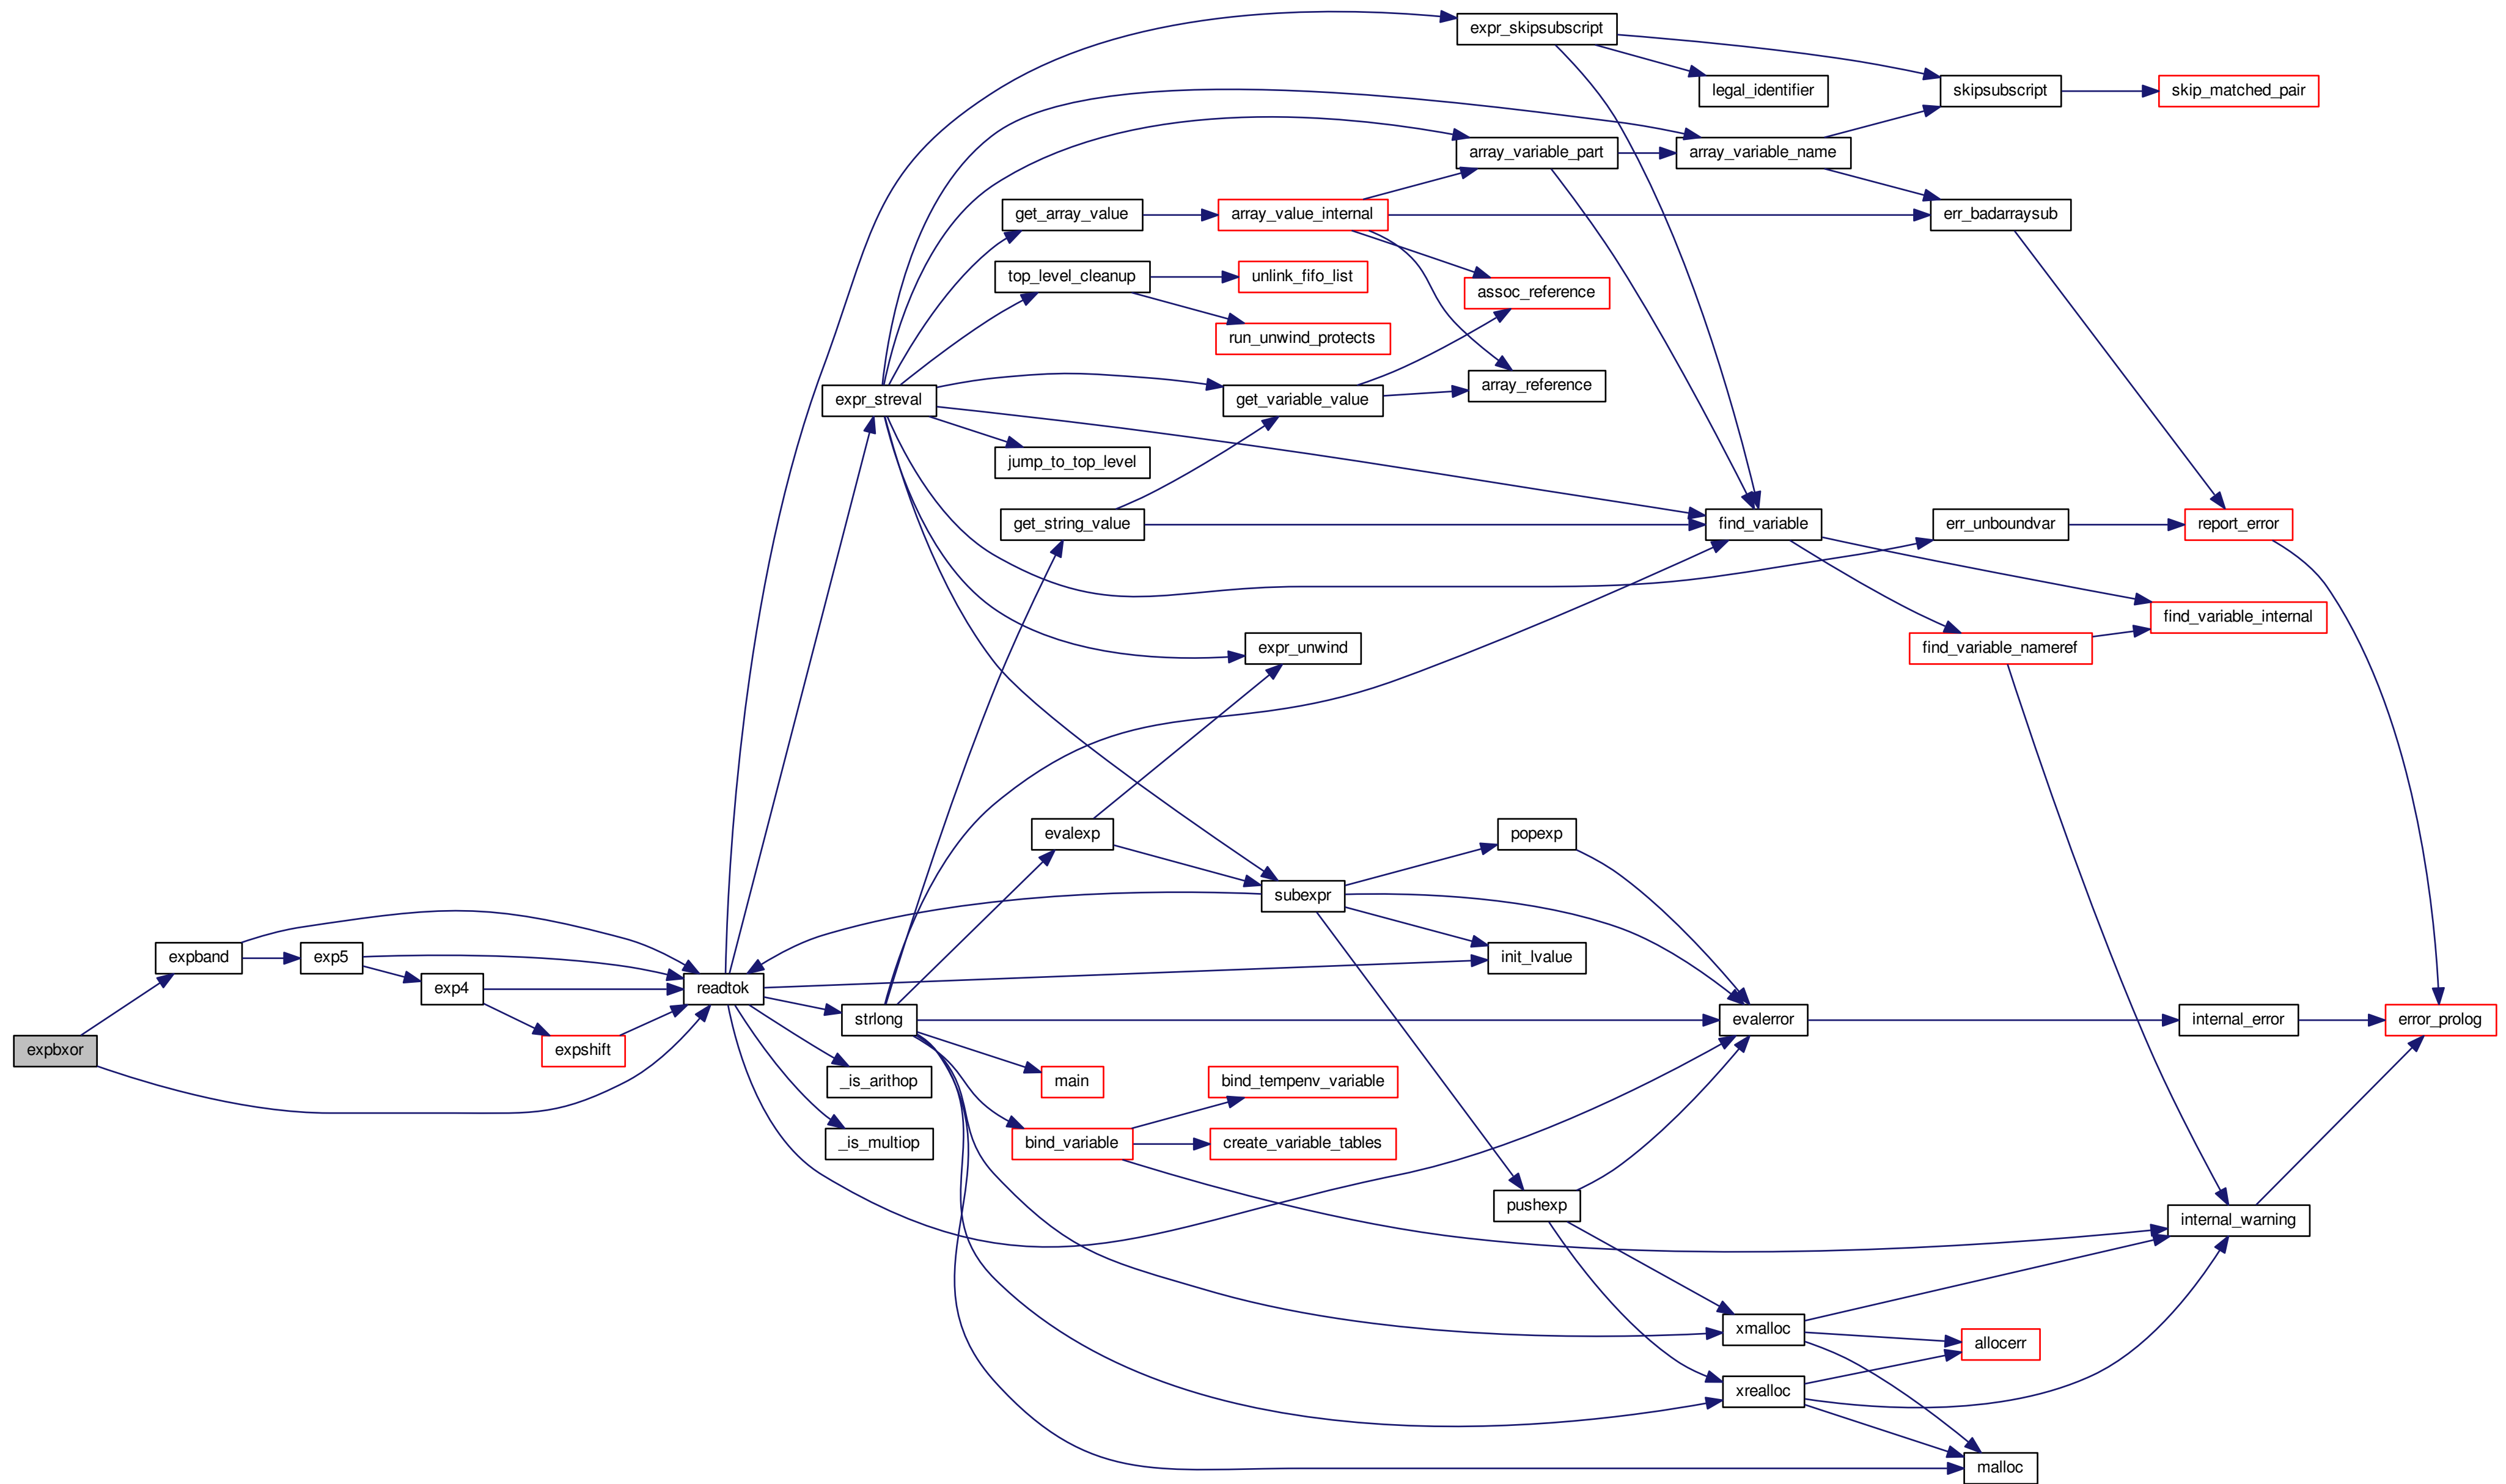 expr_skipsubscript
legal_identifier
skipsubscript
skip_matched_pair
array_variable_part
array_variable_name
get_array_value
array_value_internal
err_badarraysub
top_level_cleanup
unlink_fifo_list
assoc_reference
run_unwind_protects
expr_streval
get_variable_value
array_reference
jump_to_top_level
get_string_value
find_variable
err_unboundvar
report_error
find_variable_internal
expr_unwind
find_variable_nameref
evalexp
popexp
subexpr
expband
exp5
init_lvalue
exp4
readtok
strlong
evalerror
internal_error
error_prolog
expbxor
expshift
_is_arithop
main
bind_tempenv_variable
_is_multiop
bind_variable
create_variable_tables
pushexp
internal_warning
xmalloc
allocerr
xrealloc
malloc